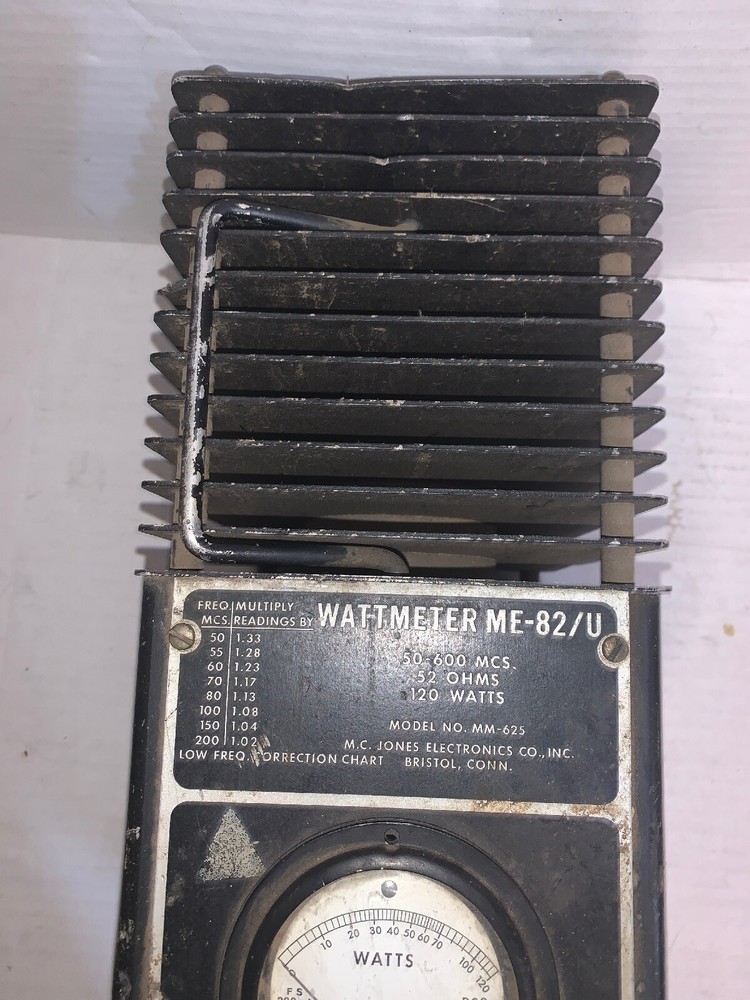 FREQ. MULTIPLY
MCS. READINGS BY
WATTMETER ME-82/U
50 1.33
55 1.28
60 1.23
70 1.17
80 1.13
100 1.08
150 1.04
200 1.02
LOW FREQ. CORRECTION CHART
50-600 MCS.
52 OHMS
120 WATTS
MODEL NO. MM-625
M.C. JONES ELECTRONICS CO., INC.
BRISTOL, CONN.
0 10 20 30 40 50 60 70 100 120
WATTS
FS